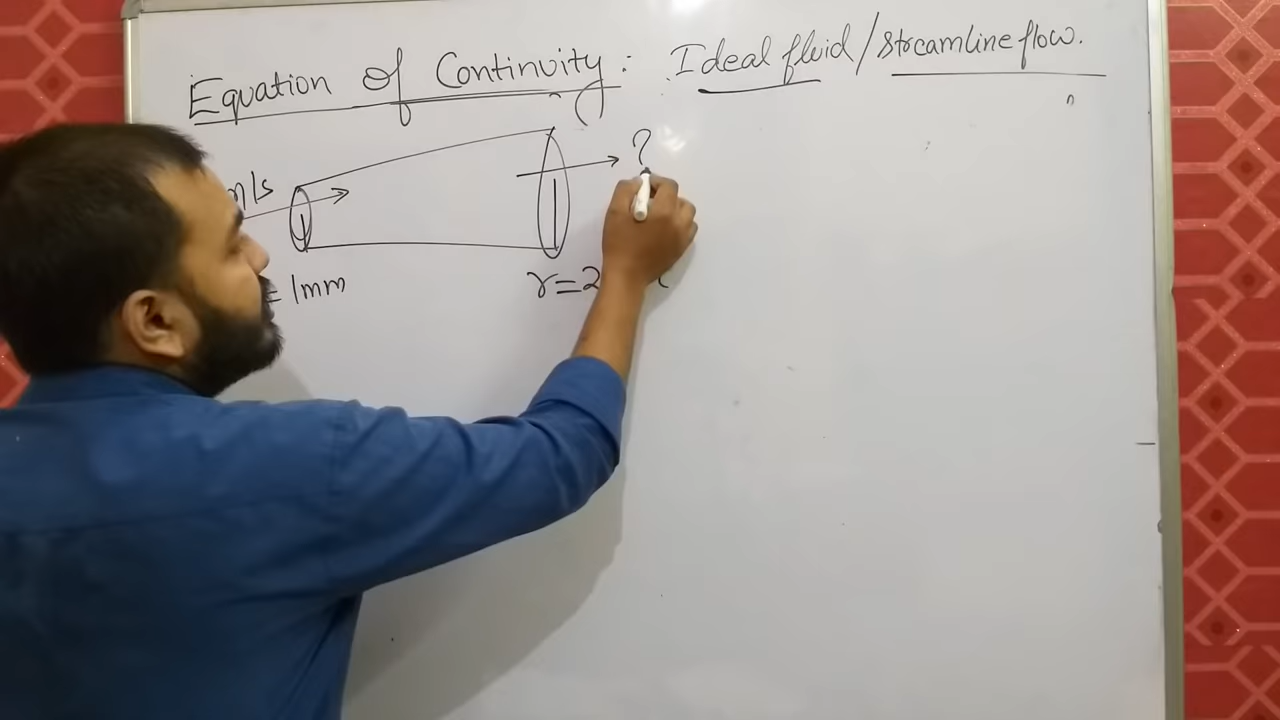 Equation of Continuity : Ideal fluid / streamline flow.
?
m/s
= 1mm
r=2